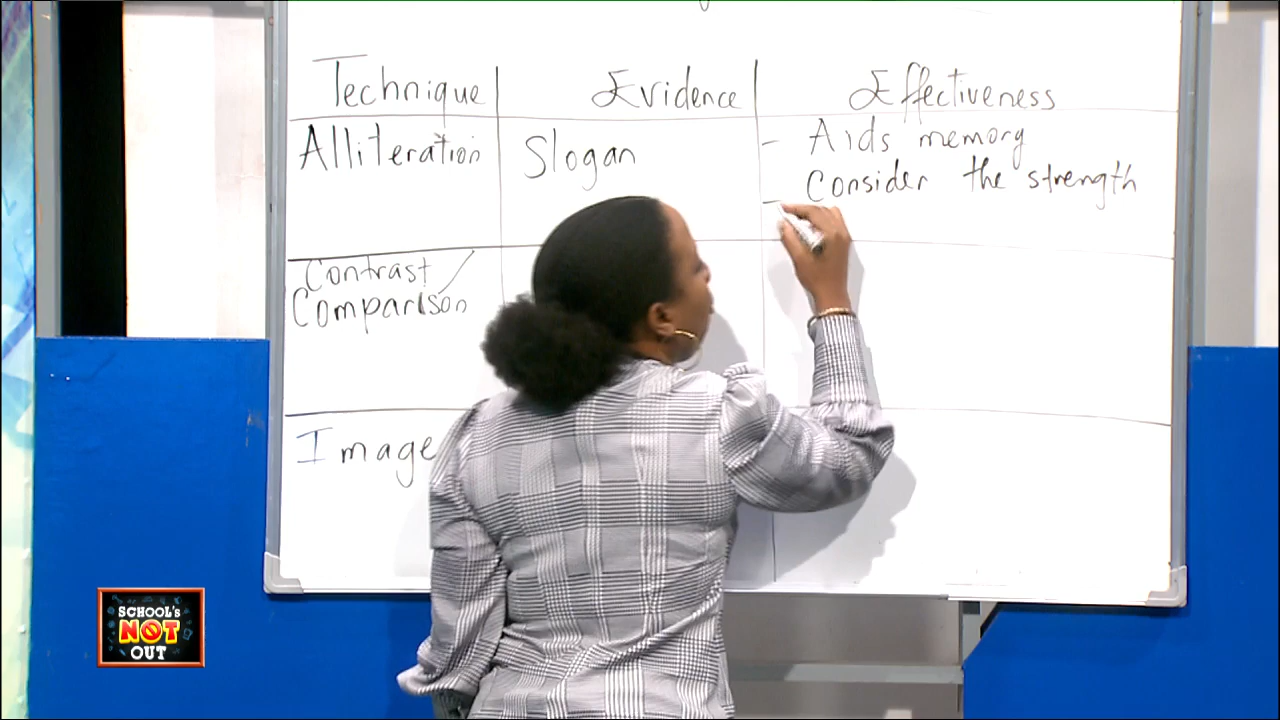 Technique Evidence Effectiveness
Alliteration Slogan - Aids memory
Consider the strength
-
Contrast /
Comparison
Image
SCHOOL'S
NOT
OUT